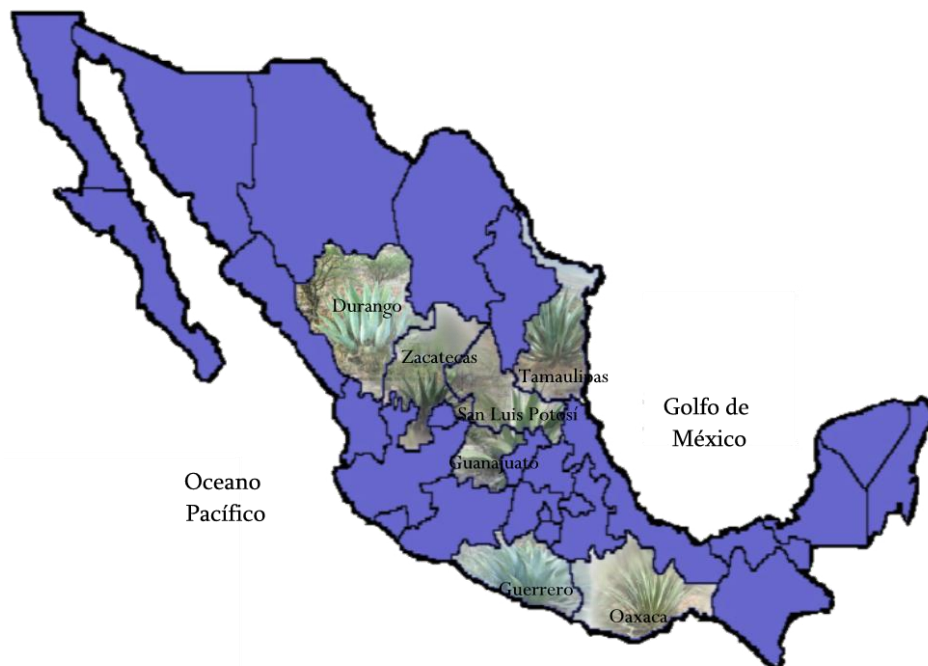 Durango
Zacatecas
Tamaulipas
San Luis Potosí
Guanajuato
Golfo de
México
Oceano
Pacífico
Guerrero
Oaxaca